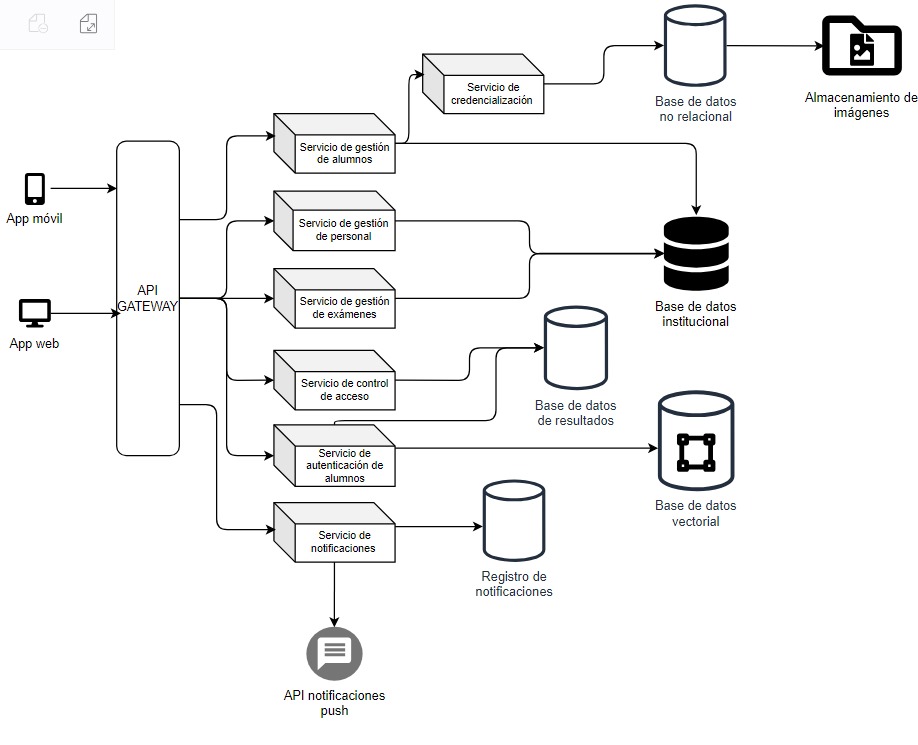 Servicio de
credencialización
Base de datos
no relacional
Almacenamiento de
imágenes
Servicio de gestión
de alumnos
App móvil
Servicio de gestión
de personal
API
GATEWAY
Servicio de gestión
de exámenes
Base de datos
institucional
App web
Servicio de control
de acceso
Base de datos
de resultados
Servicio de
autenticación de
alumnos
Base de datos
vectorial
Servicio de
notificaciones
Registro de
notificaciones
API notificaciones
push